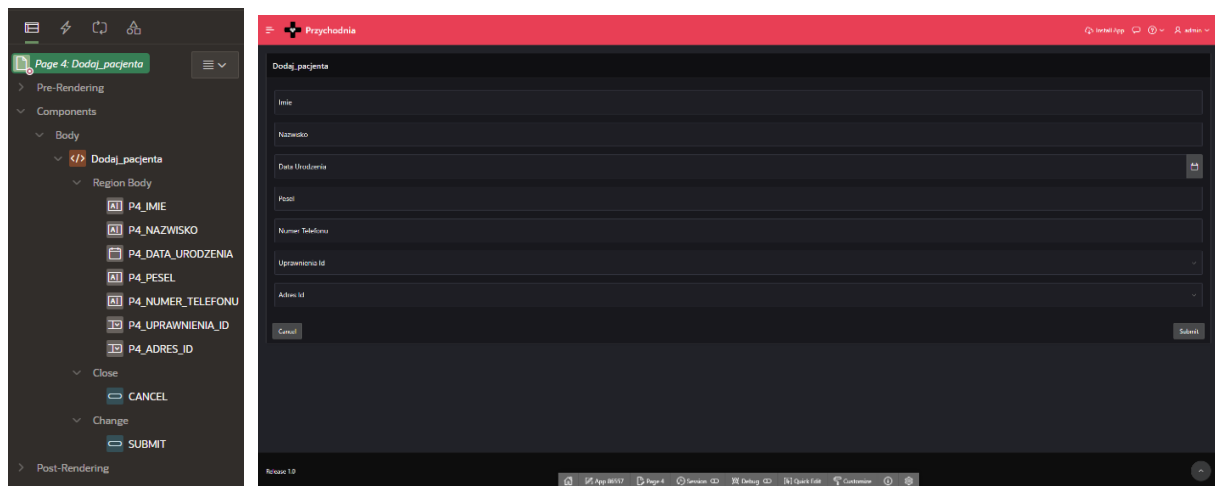 Page 4: Dodaj_pacjenta
Pre-Rendering
Components
Body
Dodaj_pacjenta
Region Body
P4_IMIE
P4_NAZWISKO
P4_DATA_URODZENIA
P4_PESEL
P4_NUMER_TELEFONU
P4_UPRAWNIENIA_ID
P4_ADRES_ID
Close
CANCEL
Change
SUBMIT
Post-Rendering
Przychodnia
Install App
admin
Dodaj_pacjenta
Imie
Nazwisko
Data Urodzenia
Pesel
Numer Telefonu
Uprawnienia Id
Adres Id
Cancel
Submit
Release 1.0
App 86557 Page 4 Session Debug Quick Edit Customize